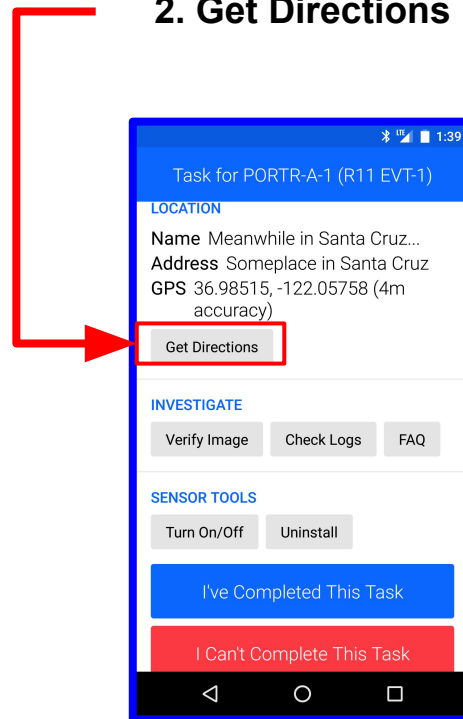 2. Get Directions
LTE 1:39
Task for PORTR-A-1 (R11 EVT-1)
LOCATION
Name Meanwhile in Santa Cruz...
Address Someplace in Santa Cruz
GPS 36.98515, -122.05758 (4m
accuracy)
Get Directions
INVESTIGATE
Verify Image Check Logs FAQ
SENSOR TOOLS
Turn On/Off Uninstall
I've Completed This Task
I Can't Complete This Task